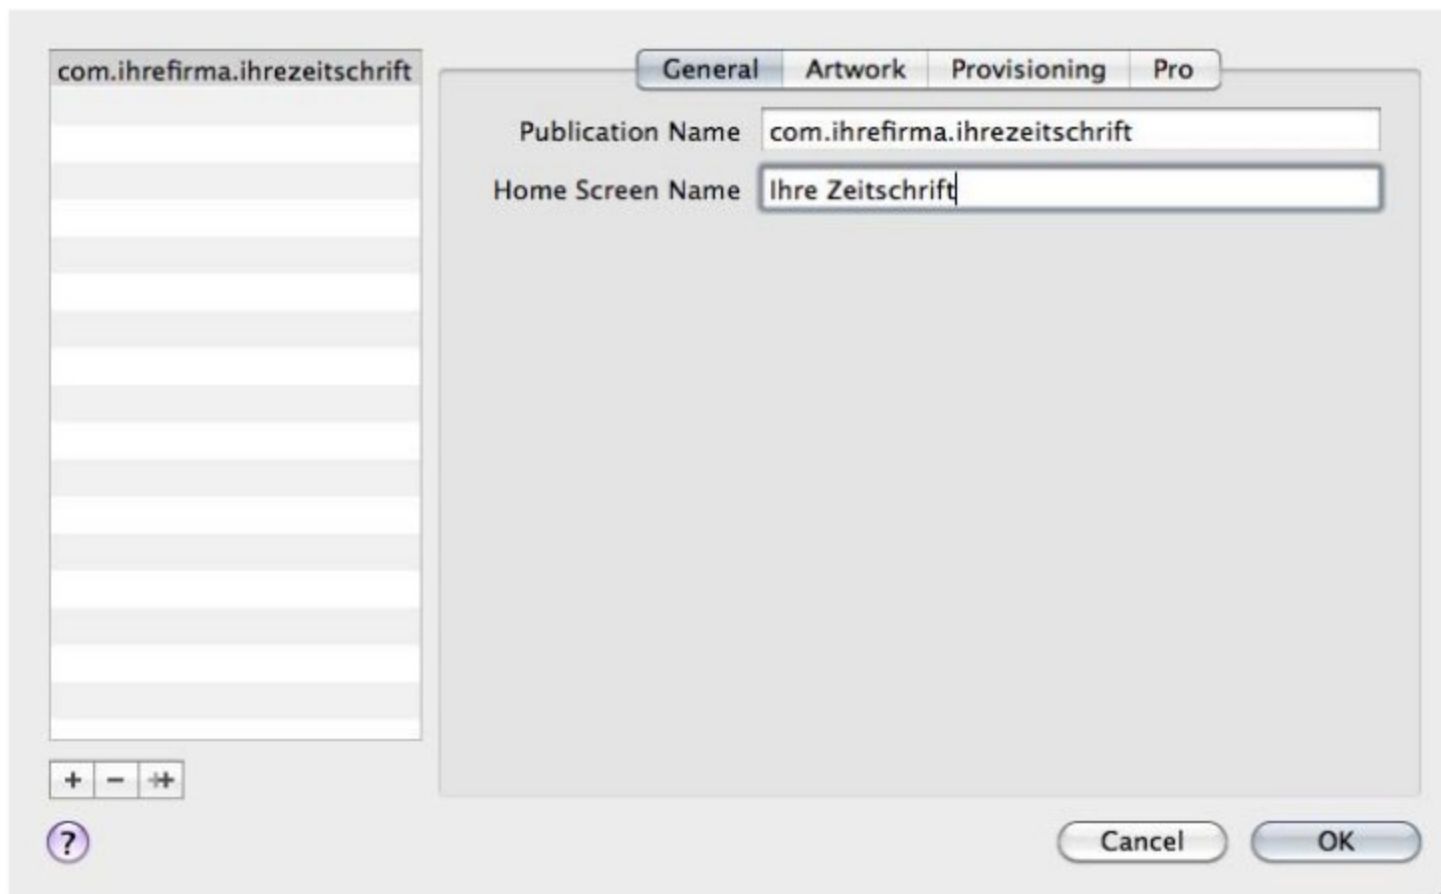 com.ihrefirma.ihrezeitschrift
General Artwork Provisioning Pro
Publication Name com.ihrefirma.ihrezeitschrift
Home Screen Name Ihre Zeitschrift
+ − ++
? Cancel OK